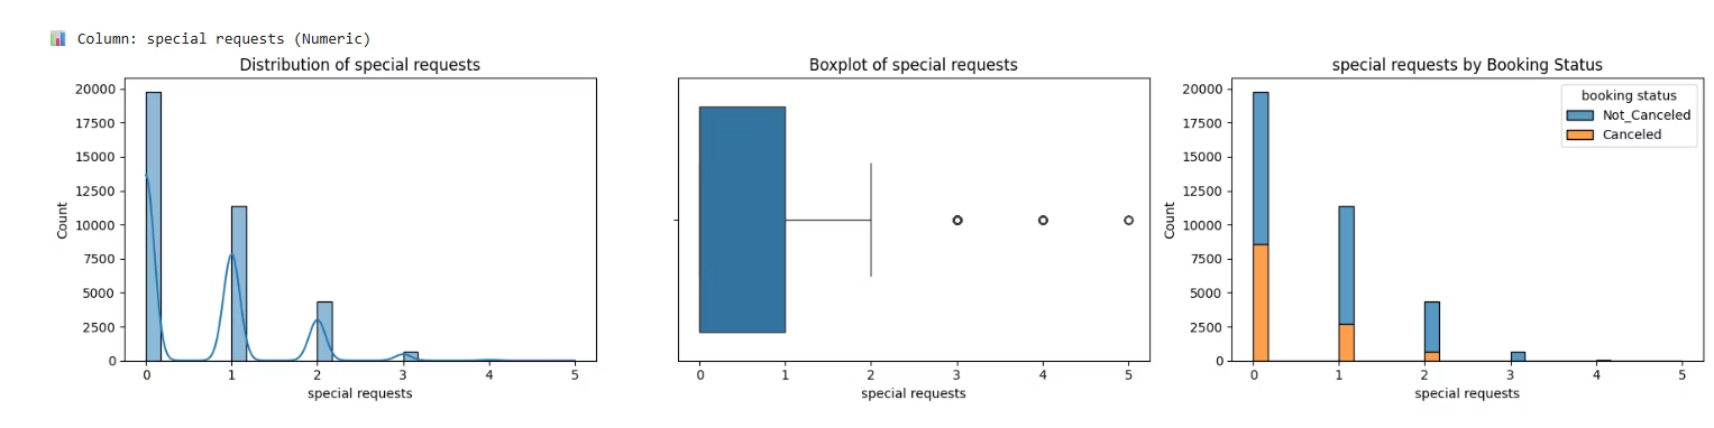 📊 Column: special requests (Numeric)
Distribution of special requests
20000
17500
15000
12500
10000
7500
5000
2500
0
Count
0 1 2 3 4 5
special requests
Boxplot of special requests
0 1 2 3 4 5
special requests
special requests by Booking Status
20000
17500
15000
12500
10000
7500
5000
2500
0
Count
booking status
Not_Canceled
Canceled
0 1 2 3 4 5
special requests